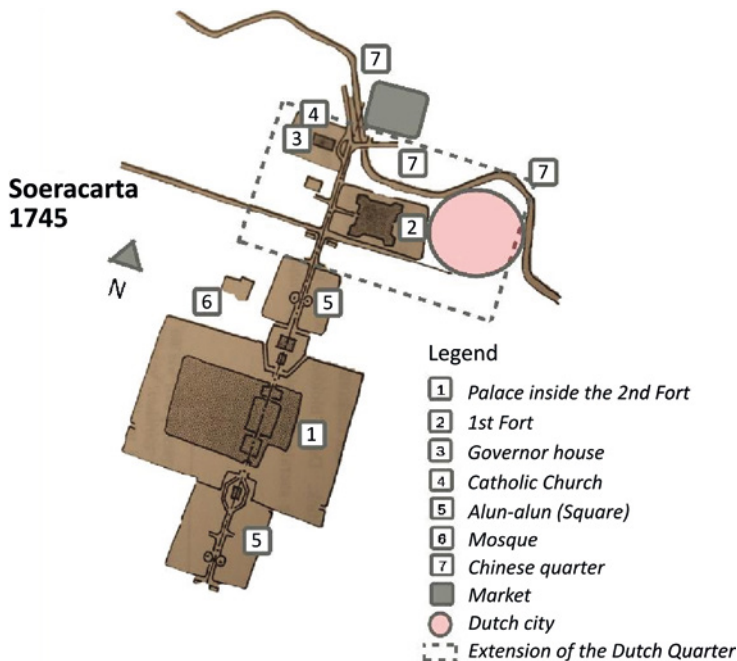 7
4
3
7
7
Soeracarta
1745
2
N
6
5
1
5
Legend
1 Palace inside the 2nd Fort
2 1st Fort
3 Governor house
4 Catholic Church
5 Alun-alun (Square)
6 Mosque
7 Chinese quarter
Market
Dutch city
Extension of the Dutch Quarter